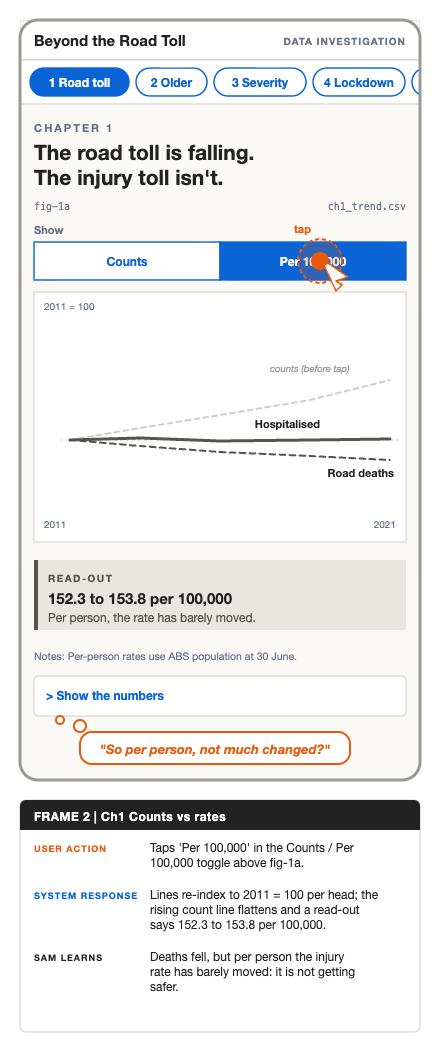 Beyond the Road Toll
DATA INVESTIGATION
1 Road toll
2 Older
3 Severity
4 Lockdown
CHAPTER 1
The road toll is falling.
The injury toll isn't.
fig-1a
ch1_trend.csv
Show
tap
Counts
Per 100,000
2011 = 100
counts (before tap)
Hospitalised
Road deaths
2011
2021
READ-OUT
152.3 to 153.8 per 100,000
Per person, the rate has barely moved.
Notes: Per-person rates use ABS population at 30 June.
> Show the numbers
"So per person, not much changed?"
FRAME 2 | Ch1 Counts vs rates
USER ACTION
Taps 'Per 100,000' in the Counts / Per
100,000 toggle above fig-1a.
SYSTEM RESPONSE
Lines re-index to 2011 = 100 per head; the
rising count line flattens and a read-out
says 152.3 to 153.8 per 100,000.
SAM LEARNS
Deaths fell, but per person the injury
rate has barely moved: it is not getting
safer.